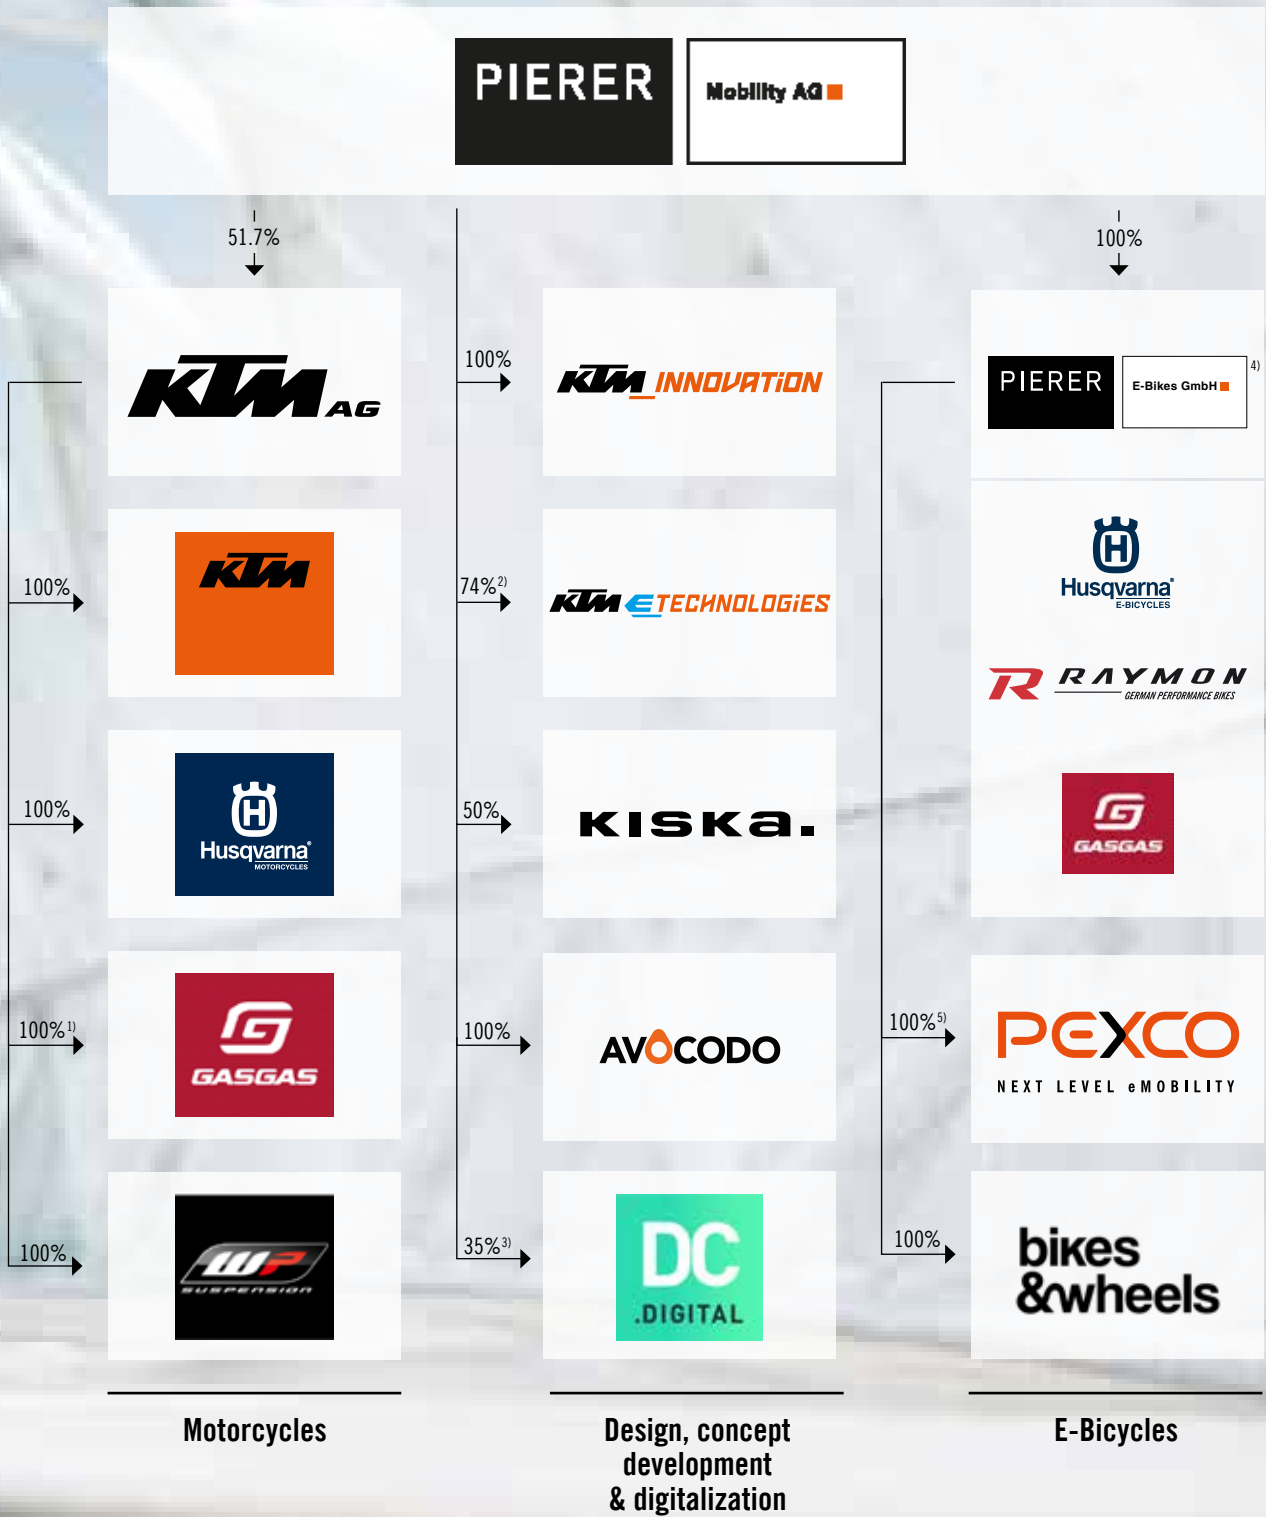 PIERER
Mobility AG
51.7%
100%
KTM AG
100%
KTM INNOVATION
PIERER
E-Bikes GmbH
4)
100%
KTM
74%2)
KTM E TECHNOLOGIES
Husqvarna®
E-BICYCLES
R RAYMON
GERMAN PERFORMANCE BIKES
100%
H
Husqvarna®
MOTORCYCLES
50%
KISKa.
G
GASGAS
100%1)
G
GASGAS
100%
AVOCODO
100%5)
PEXCO
NEXT LEVEL eMOBILITY
100%
WP
SUSPENSION
35%3)
DC
.DIGITAL
100%
bikes
&wheels
Motorcycles
Design, concept
development
& digitalization
E-Bicycles